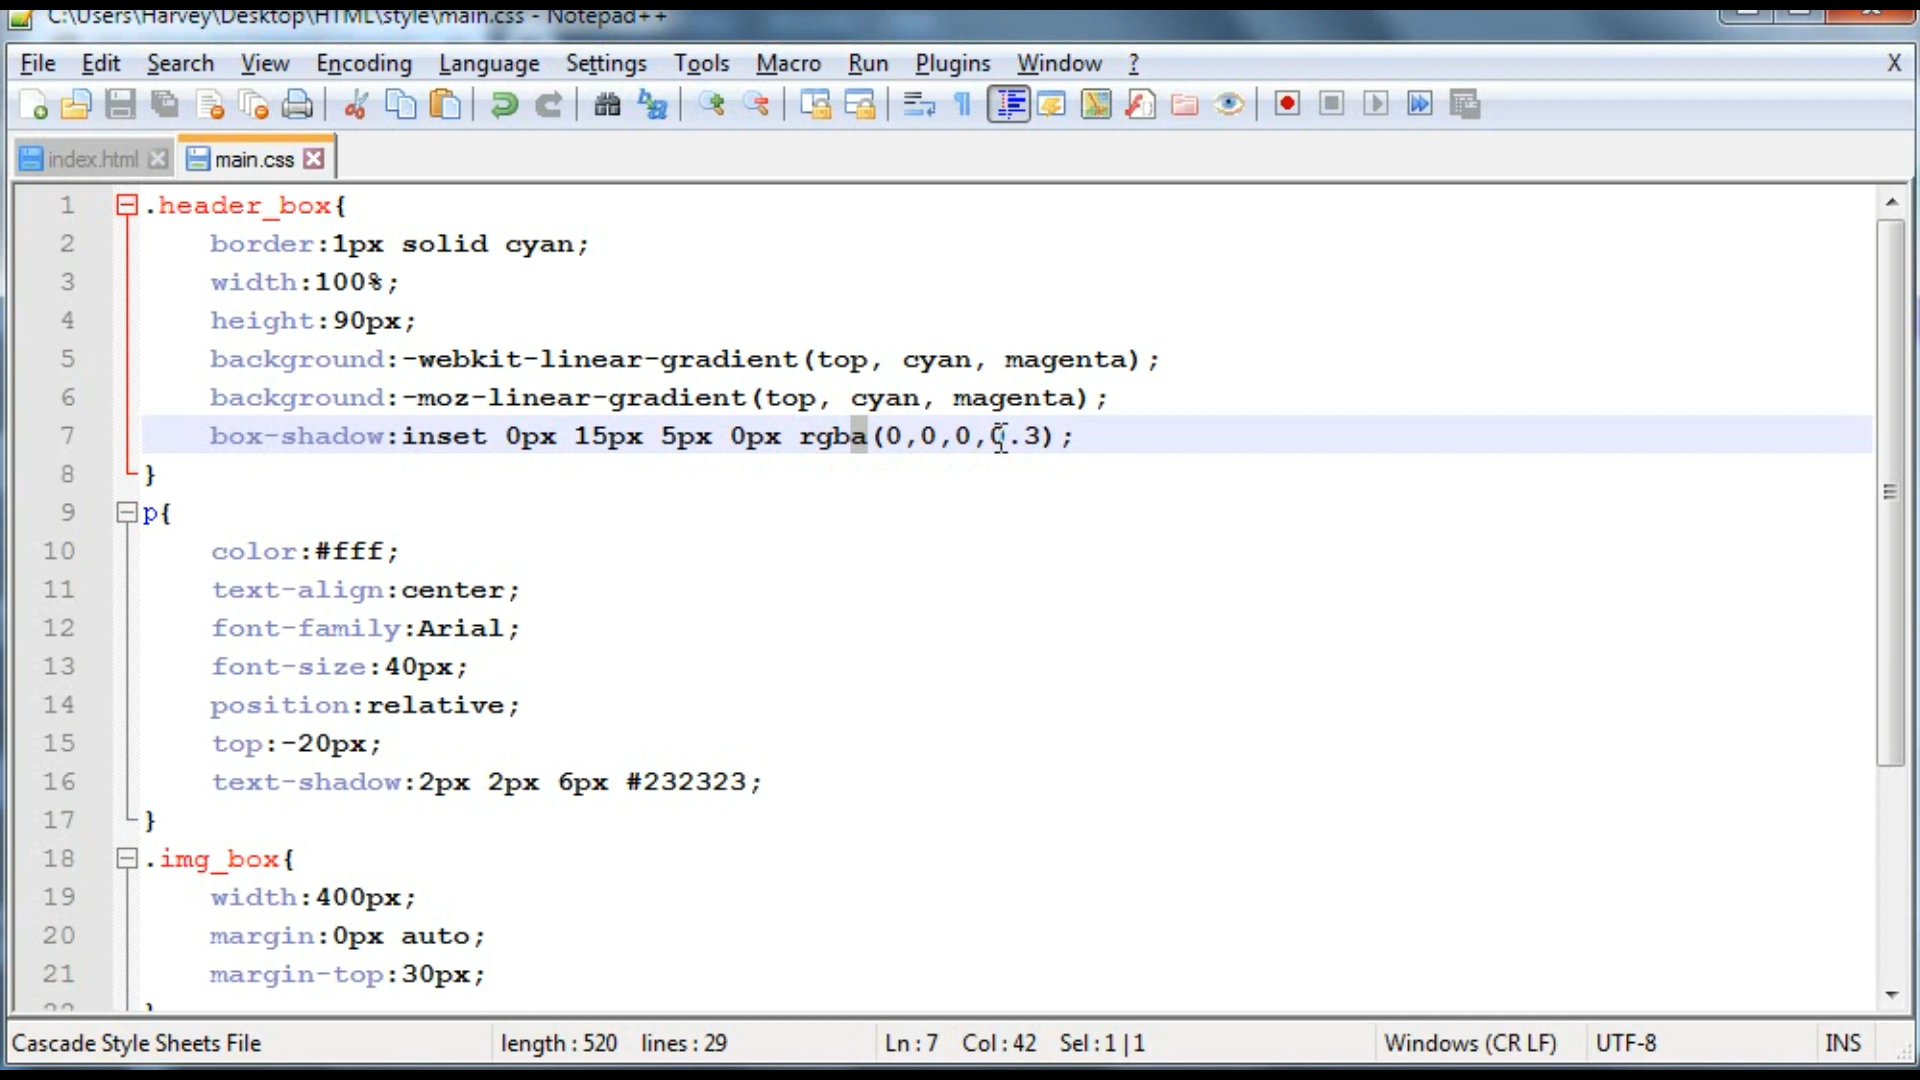 C:\Users\Harvey\Desktop\HTML\style\main.css - Notepad++
File Edit Search View Encoding Language Settings Tools Macro Run Plugins Window ? X
index.html main.css
1 .header_box{
2 border:1px solid cyan;
3 width:100%;
4 height:90px;
5 background:-webkit-linear-gradient(top, cyan, magenta);
6 background:-moz-linear-gradient(top, cyan, magenta);
7 box-shadow:inset 0px 15px 5px 0px rgba(0,0,0,0.3);
8 }
9 p{
10 color:#fff;
11 text-align:center;
12 font-family:Arial;
13 font-size:40px;
14 position:relative;
15 top:-20px;
16 text-shadow:2px 2px 6px #232323;
17 }
18 .img_box{
19 width:400px;
20 margin:0px auto;
21 margin-top:30px;
22 }
Cascade Style Sheets File length : 520 lines : 29 Ln : 7 Col : 42 Sel : 1 | 1 Windows (CR LF) UTF-8 INS